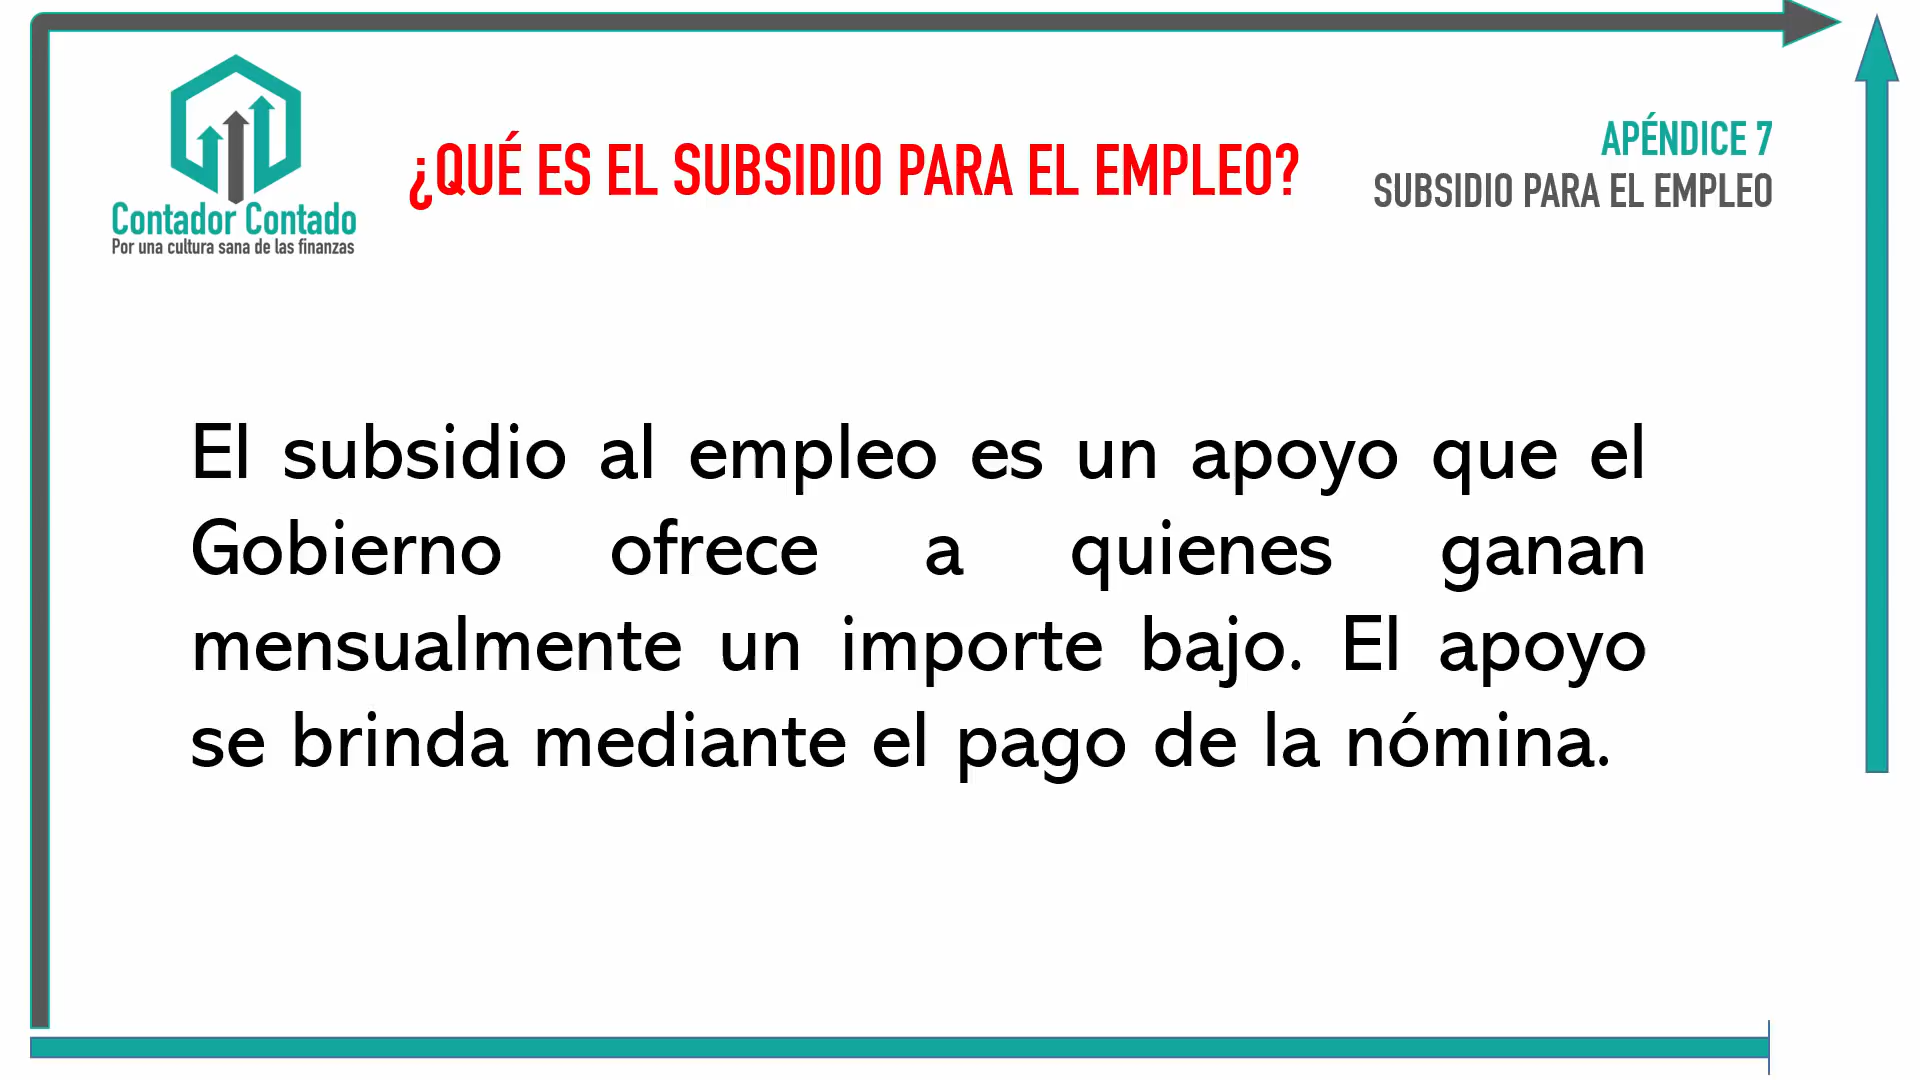 Contador Contado
Por una cultura sana de las finanzas
¿QUÉ ES EL SUBSIDIO PARA EL EMPLEO?
APÉNDICE 7
SUBSIDIO PARA EL EMPLEO
El subsidio al empleo es un apoyo que el
Gobierno ofrece a quienes ganan
mensualmente un importe bajo. El apoyo
se brinda mediante el pago de la nómina.